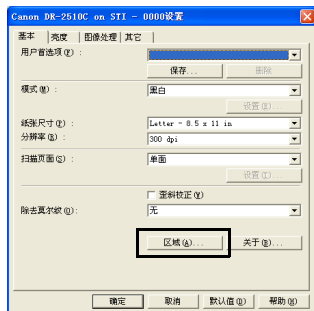 Canon DR-2510C on STI - 0000设置
基本 亮度 图像处理 其它
用户首选项(F):
保存... 删除
模式(M): 黑白
设置(E)...
纸张尺寸(P): Letter - 8.5 x 11 in
分辨率(R): 300 dpi
扫描页面(S): 单面
设置(T)...
歪斜校正(Y)
除去莫尔纹(O): 无
区域(A)... 关于(B)...
确定 取消 默认值(D) 帮助(H)